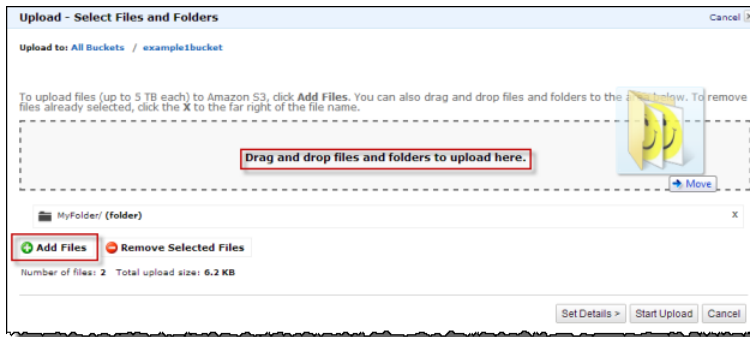 Upload - Select Files and Folders
Cancel X
Upload to: All Buckets / example1bucket
To upload files (up to 5 TB each) to Amazon S3, click Add Files. You can also drag and drop files and folders to the area below. To remove
files already selected, click the X to the far right of the file name.
Drag and drop files and folders to upload here.
Move
MyFolder/ (folder)
x
Add Files
Remove Selected Files
Number of files: 2 Total upload size: 6.2 KB
Set Details >
Start Upload
Cancel